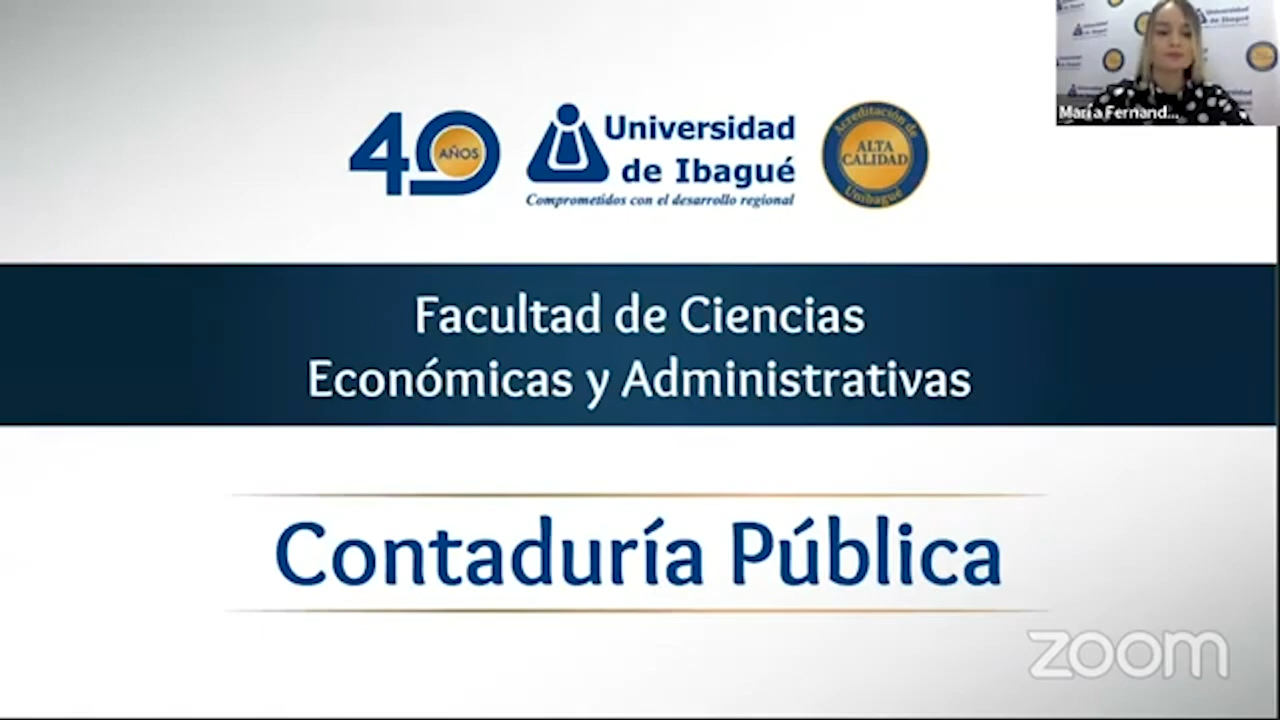 40
AÑOS
Universidad
de Ibagué
Comprometidos con el desarrollo regional
Acreditación de
ALTA
CALIDAD
Unibagué
María Fernand...
Facultad de Ciencias
Económicas y Administrativas
Contaduría Pública
zoom